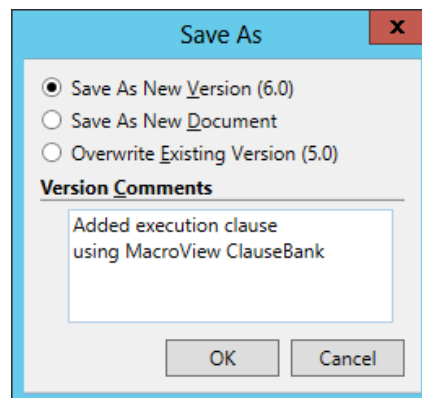 Save As
x
Save As New Version (6.0)
Save As New Document
Overwrite Existing Version (5.0)
Version Comments
Added execution clause
using MacroView ClauseBank
OK Cancel